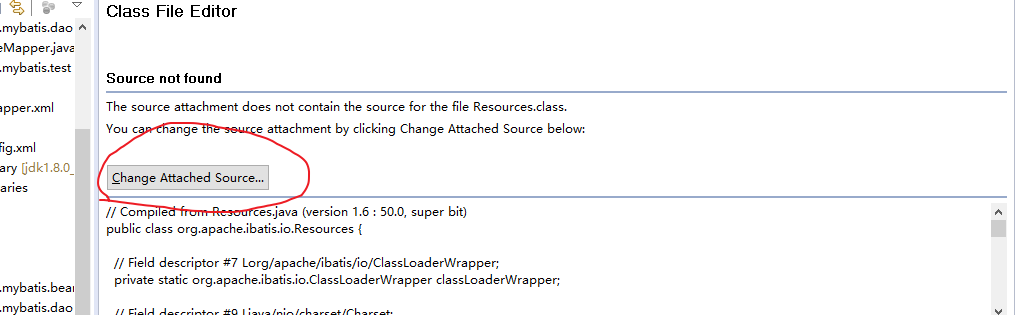 Class File Editor
.mybatis.dao
eMapper.java
.mybatis.test
apper.xml
fig.xml
ary [jdk1.8.0_
aries
.mybatis.bear
.mybatis.dao
Source not found
The source attachment does not contain the source for the file Resources.class.
You can change the source attachment by clicking Change Attached Source below:
Change Attached Source...
// Compiled from Resources.java (version 1.6 : 50.0, super bit)
public class org.apache.ibatis.io.Resources {
// Field descriptor #7 Lorg/apache/ibatis/io/ClassLoaderWrapper;
private static org.apache.ibatis.io.ClassLoaderWrapper classLoaderWrapper;
// Field descriptor #9 Ljava/nio/charset/Charset;